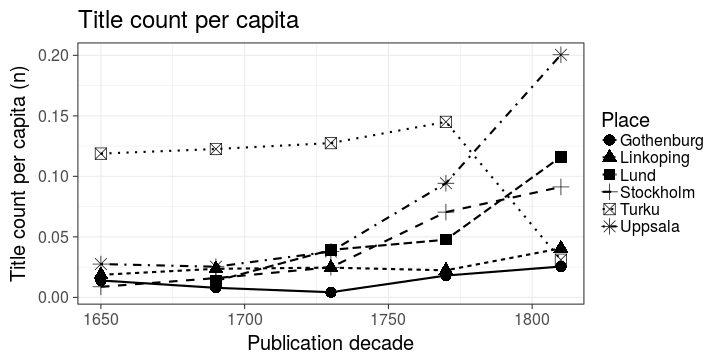 Title count per capita
Title count per capita (n)
0.20
0.15
0.10
0.05
0.00
1650
1700
1750
1800
Publication decade
Place
Gothenburg
Linkoping
Lund
Stockholm
Turku
Uppsala